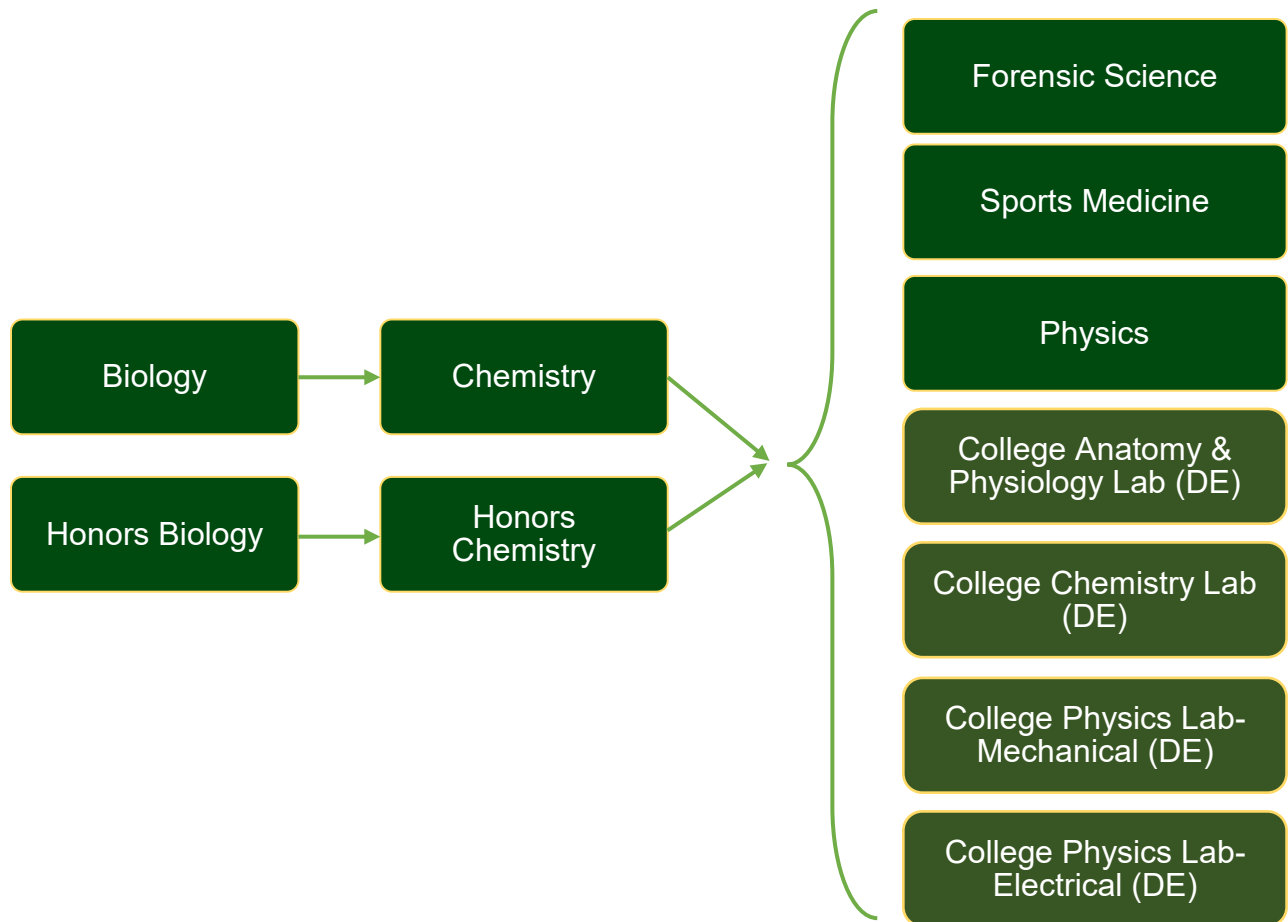 Biology
Honors Biology
Chemistry
Honors
Chemistry
Forensic Science
Sports Medicine
Physics
College Anatomy &
Physiology Lab (DE)
College Chemistry Lab
(DE)
College Physics Lab-
Mechanical (DE)
College Physics Lab-
Electrical (DE)